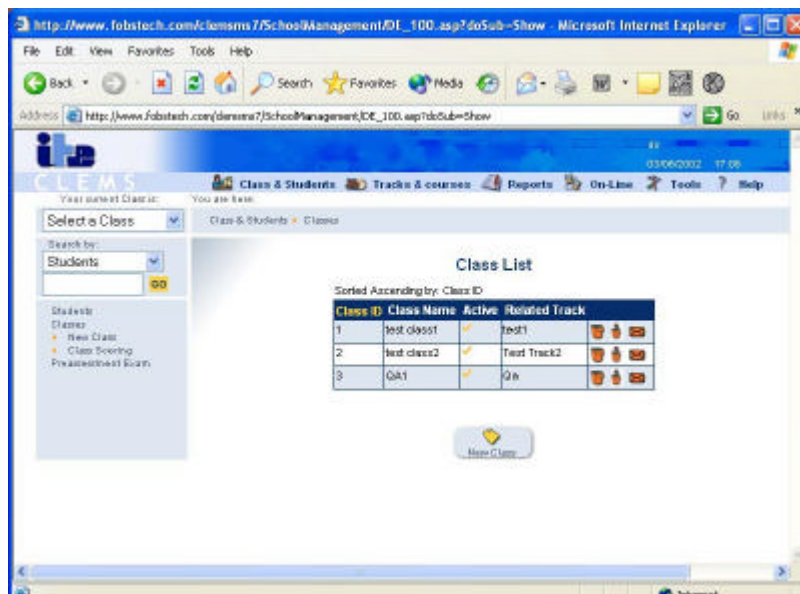 http://www.fobstech.com/clemsms7/SchoolManagement/DE_100.asp?doSub=Show - Microsoft Internet Explorer
File Edit View Favorites Tools Help
Back Search Favorites Media
Address http://www.fobstech.com/clemsms7/SchoolManagement/DE_100.asp?doSub=Show Go Links
03/06/2002 17:06
CLEMS Class & Students Tracks & courses Reports On-Line Tools ? Help
Your current Class is: You are here:
Select a Class Class & Students Classes
Search by:
Students
GO
Class List
Sorted Ascending by: Class ID
Class ID Class Name Active Related Track
1 test class1 test1
2 test class2 Test Track2
3 QA1 Qa
Students
Classes
New Class
Class Scoring
Preassessment Exam
New Class
Internet